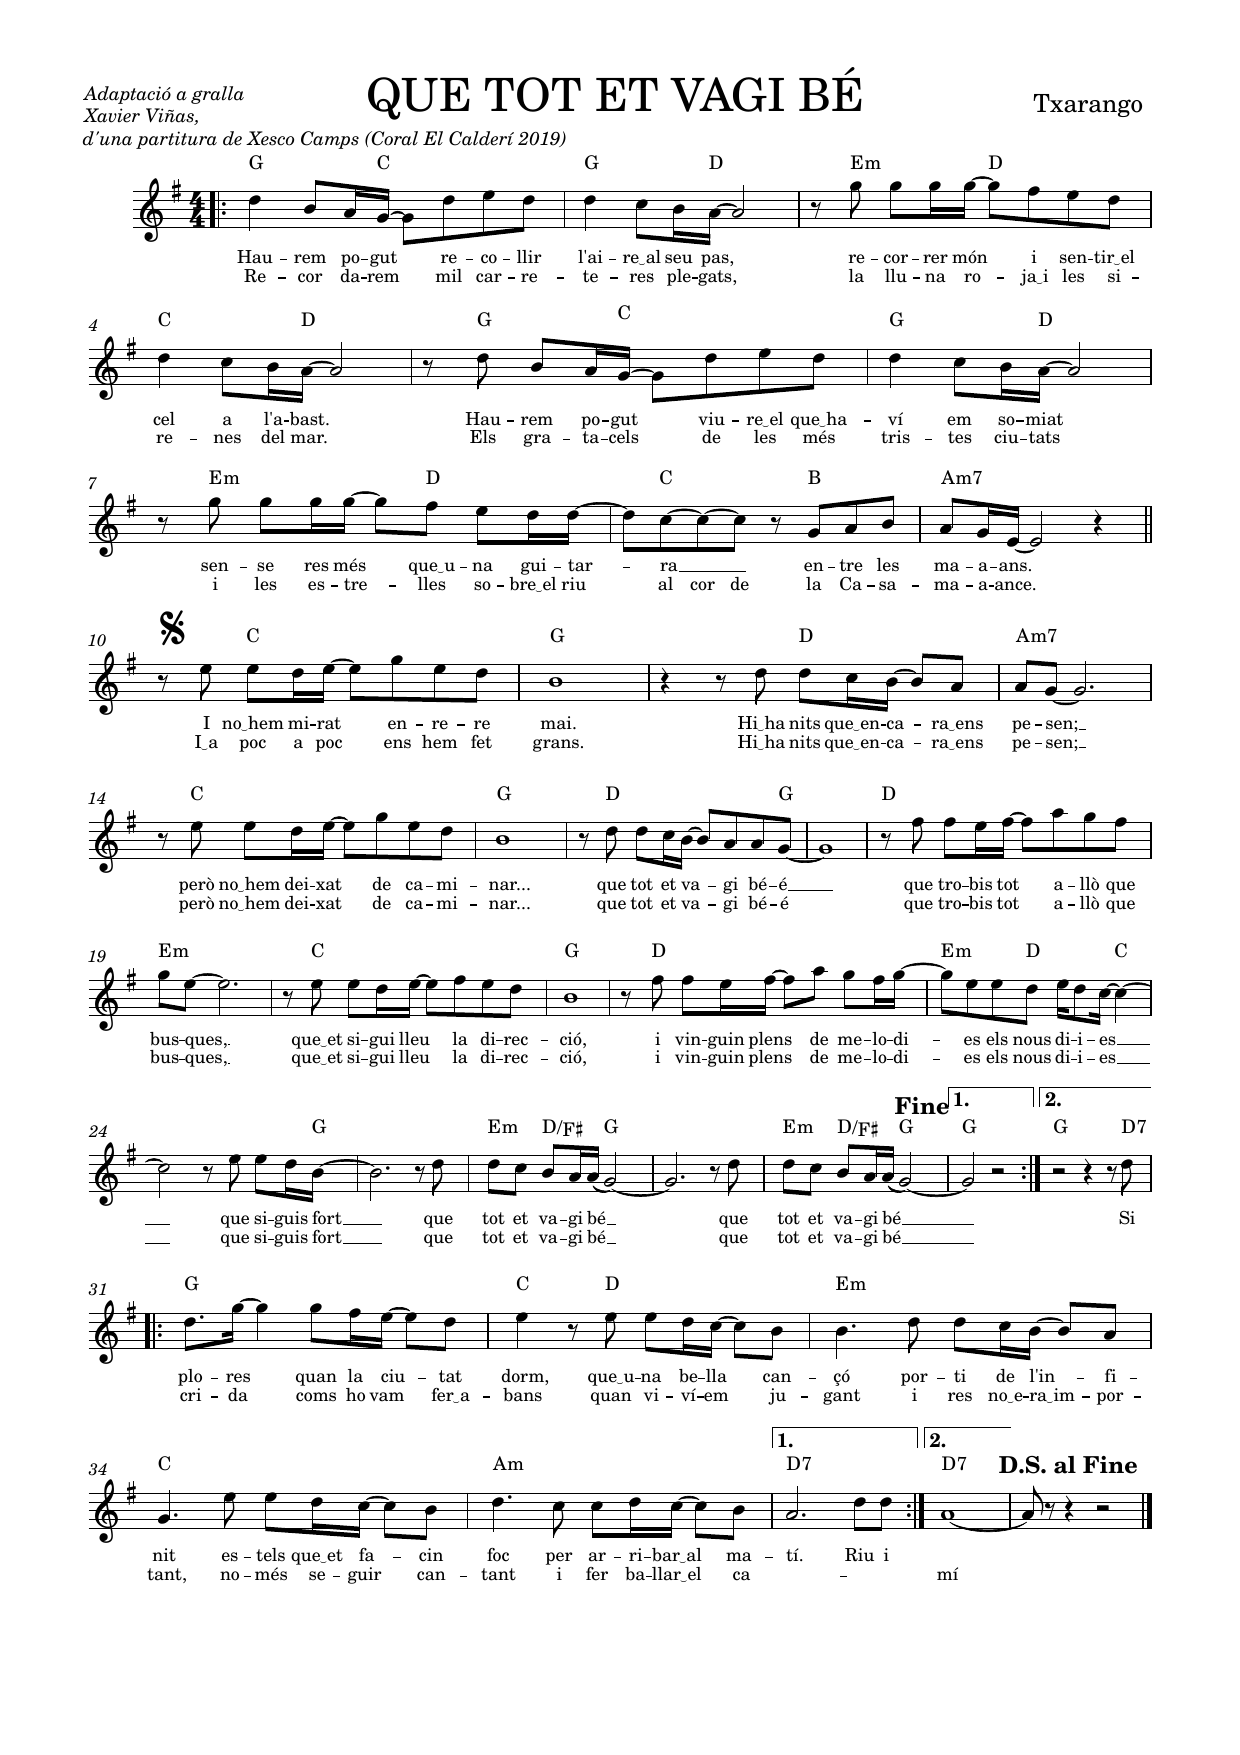 QUE TOT ET VAGI BÉ
Adaptació a gralla
Xavier Viñas,
d'una partitura de Xesco Camps (Coral El Calderí 2019)
Txarango
G C G D Em D
4/4
Hau – rem po – gut re – co – llir l'ai – re‿al seu pas, re – cor – rer món i sen – tir‿el
Re – cor da – rem mil car – re – te – res ple – gats, la llu – na ro – ja‿i les si –
4 C D G C G D
cel a l'a – bast. Hau – rem po – gut viu – re‿el que‿ha – ví em so – miat
re – nes del mar. Els gra – ta – cels de les més tris – tes ciu – tats
7 Em D C B Am7
sen – se res més que‿u – na gui – tar – ra __ en – tre les ma – a – ans.
i les es – tre – lles so – bre‿el riu al cor de la Ca – sa – ma – a – ance.
10 C G D Am7
I no‿hem mi – rat en – re – re mai. Hi‿ha nits que‿en – ca – ra‿ens pe – sen; __
I‿a poc a poc ens hem fet grans. Hi‿ha nits que‿en – ca – ra‿ens pe – sen; __
14 C G D G D
però no‿hem dei – xat de ca – mi – nar... que tot et va – gi bé – é __ que tro – bis tot a – llò que
però no‿hem dei – xat de ca – mi – nar... que tot et va – gi bé – é que tro – bis tot a – llò que
19 Em C G D Em D C
bus – ques, __ que‿et si – gui lleu la di – rec – ció, i vin – guin plens de me – lo – di – es els nous di – i – es __
bus – ques, __ que‿et si – gui lleu la di – rec – ció, i vin – guin plens de me – lo – di – es els nous di – i – es __
Fine 1. 2.
24 G Em D/F♯ G Em D/F♯ G G G D7
__ que si – guis fort __ que tot et va – gi bé __ que tot et va – gi bé __ Si
__ que si – guis fort __ que tot et va – gi bé __ que tot et va – gi bé __
31 G C D Em
plo – res quan la ciu – tat dorm, que‿u – na be – lla can – çó por – ti de l'in – fi –
cri – da coms ho vam fer‿a – bans quan vi – ví – em ju – gant i res no‿e – ra‿im – por –
1. 2.
34 C Am D7 D7 D.S. al Fine
nit es – tels que‿et fa – cin foc per ar – ri – bar‿al ma – tí. Riu i
tant, no – més se – guir can – tant i fer ba – llar‿el ca – – mí